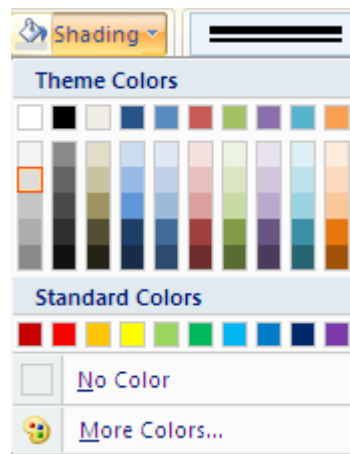 Shading
Theme Colors
Standard Colors
No Color
More Colors...